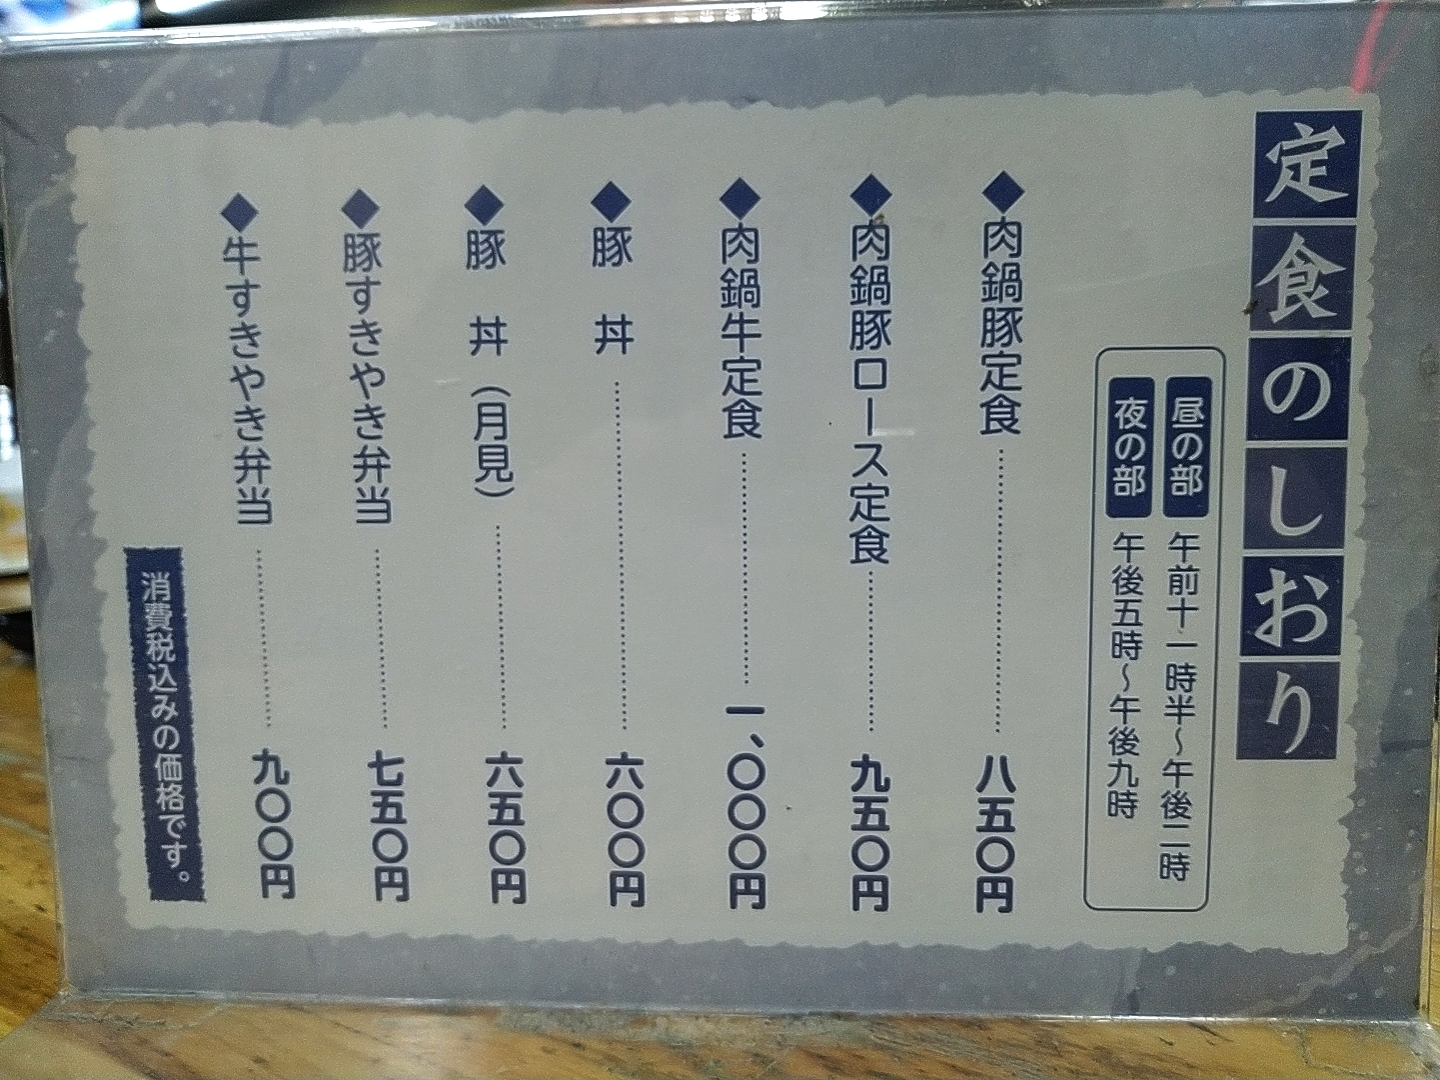 定食のしおり
昼の部 午前十一時半～午後二時
夜の部 午後五時～午後九時
◆肉鍋豚定食………八五〇円
◆肉鍋豚ロース定食………九五〇円
◆肉鍋牛定食………一、〇〇〇円
◆豚 丼………六〇〇円
◆豚 丼（月見）………六五〇円
◆豚すきやき弁当………七五〇円
◆牛すきやき弁当………九〇〇円
消費税込みの価格です。